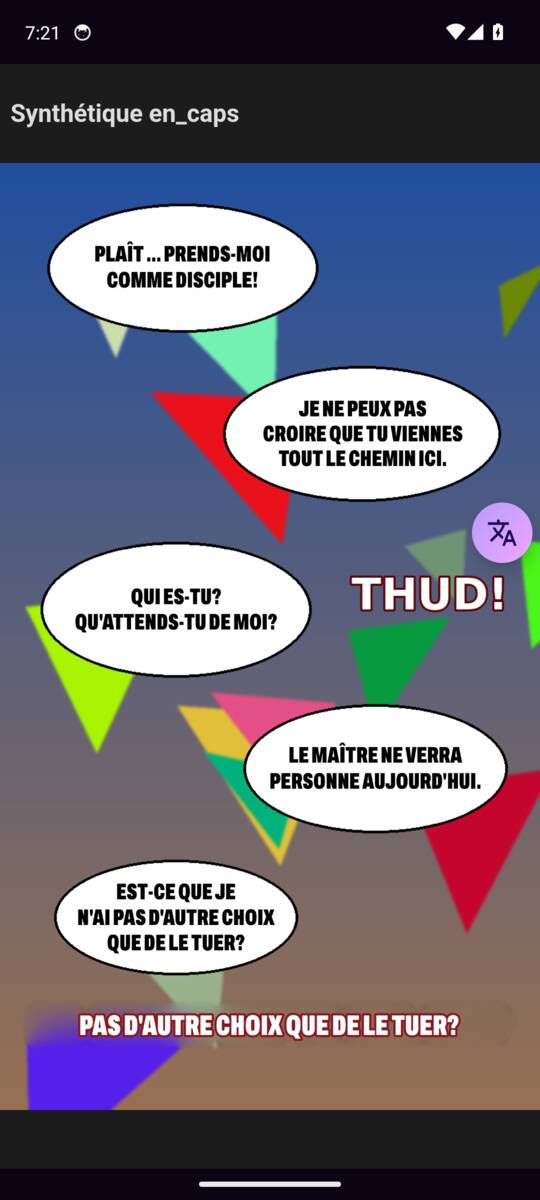 7:21
Synthétique en_caps
PLAÎT ... PRENDS-MOI
COMME DISCIPLE!
JE NE PEUX PAS
CROIRE QUE TU VIENNES
TOUT LE CHEMIN ICI.
QUI ES-TU?
QU'ATTENDS-TU DE MOI?
THUD!
LE MAÎTRE NE VERRA
PERSONNE AUJOURD'HUI.
EST-CE QUE JE
N'AI PAS D'AUTRE CHOIX
QUE DE LE TUER?
PAS D'AUTRE CHOIX QUE DE LE TUER?